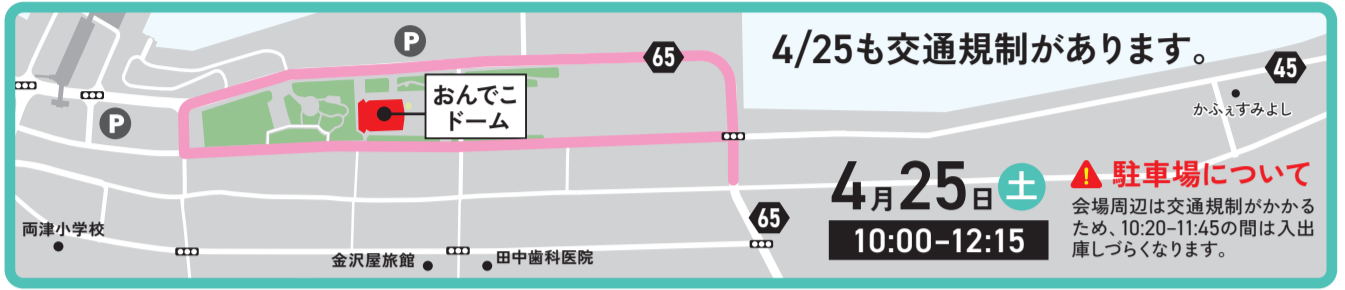 4/25も交通規制があります。
P
65
45
P
おんでこ
ドーム
かふぇすみよし
4月25日 土
10:00–12:15
駐車場について
会場周辺は交通規制がかかる
ため、10:20–11:45の間は入出
庫しづらくなります。
両津小学校
65
金沢屋旅館
田中歯科医院